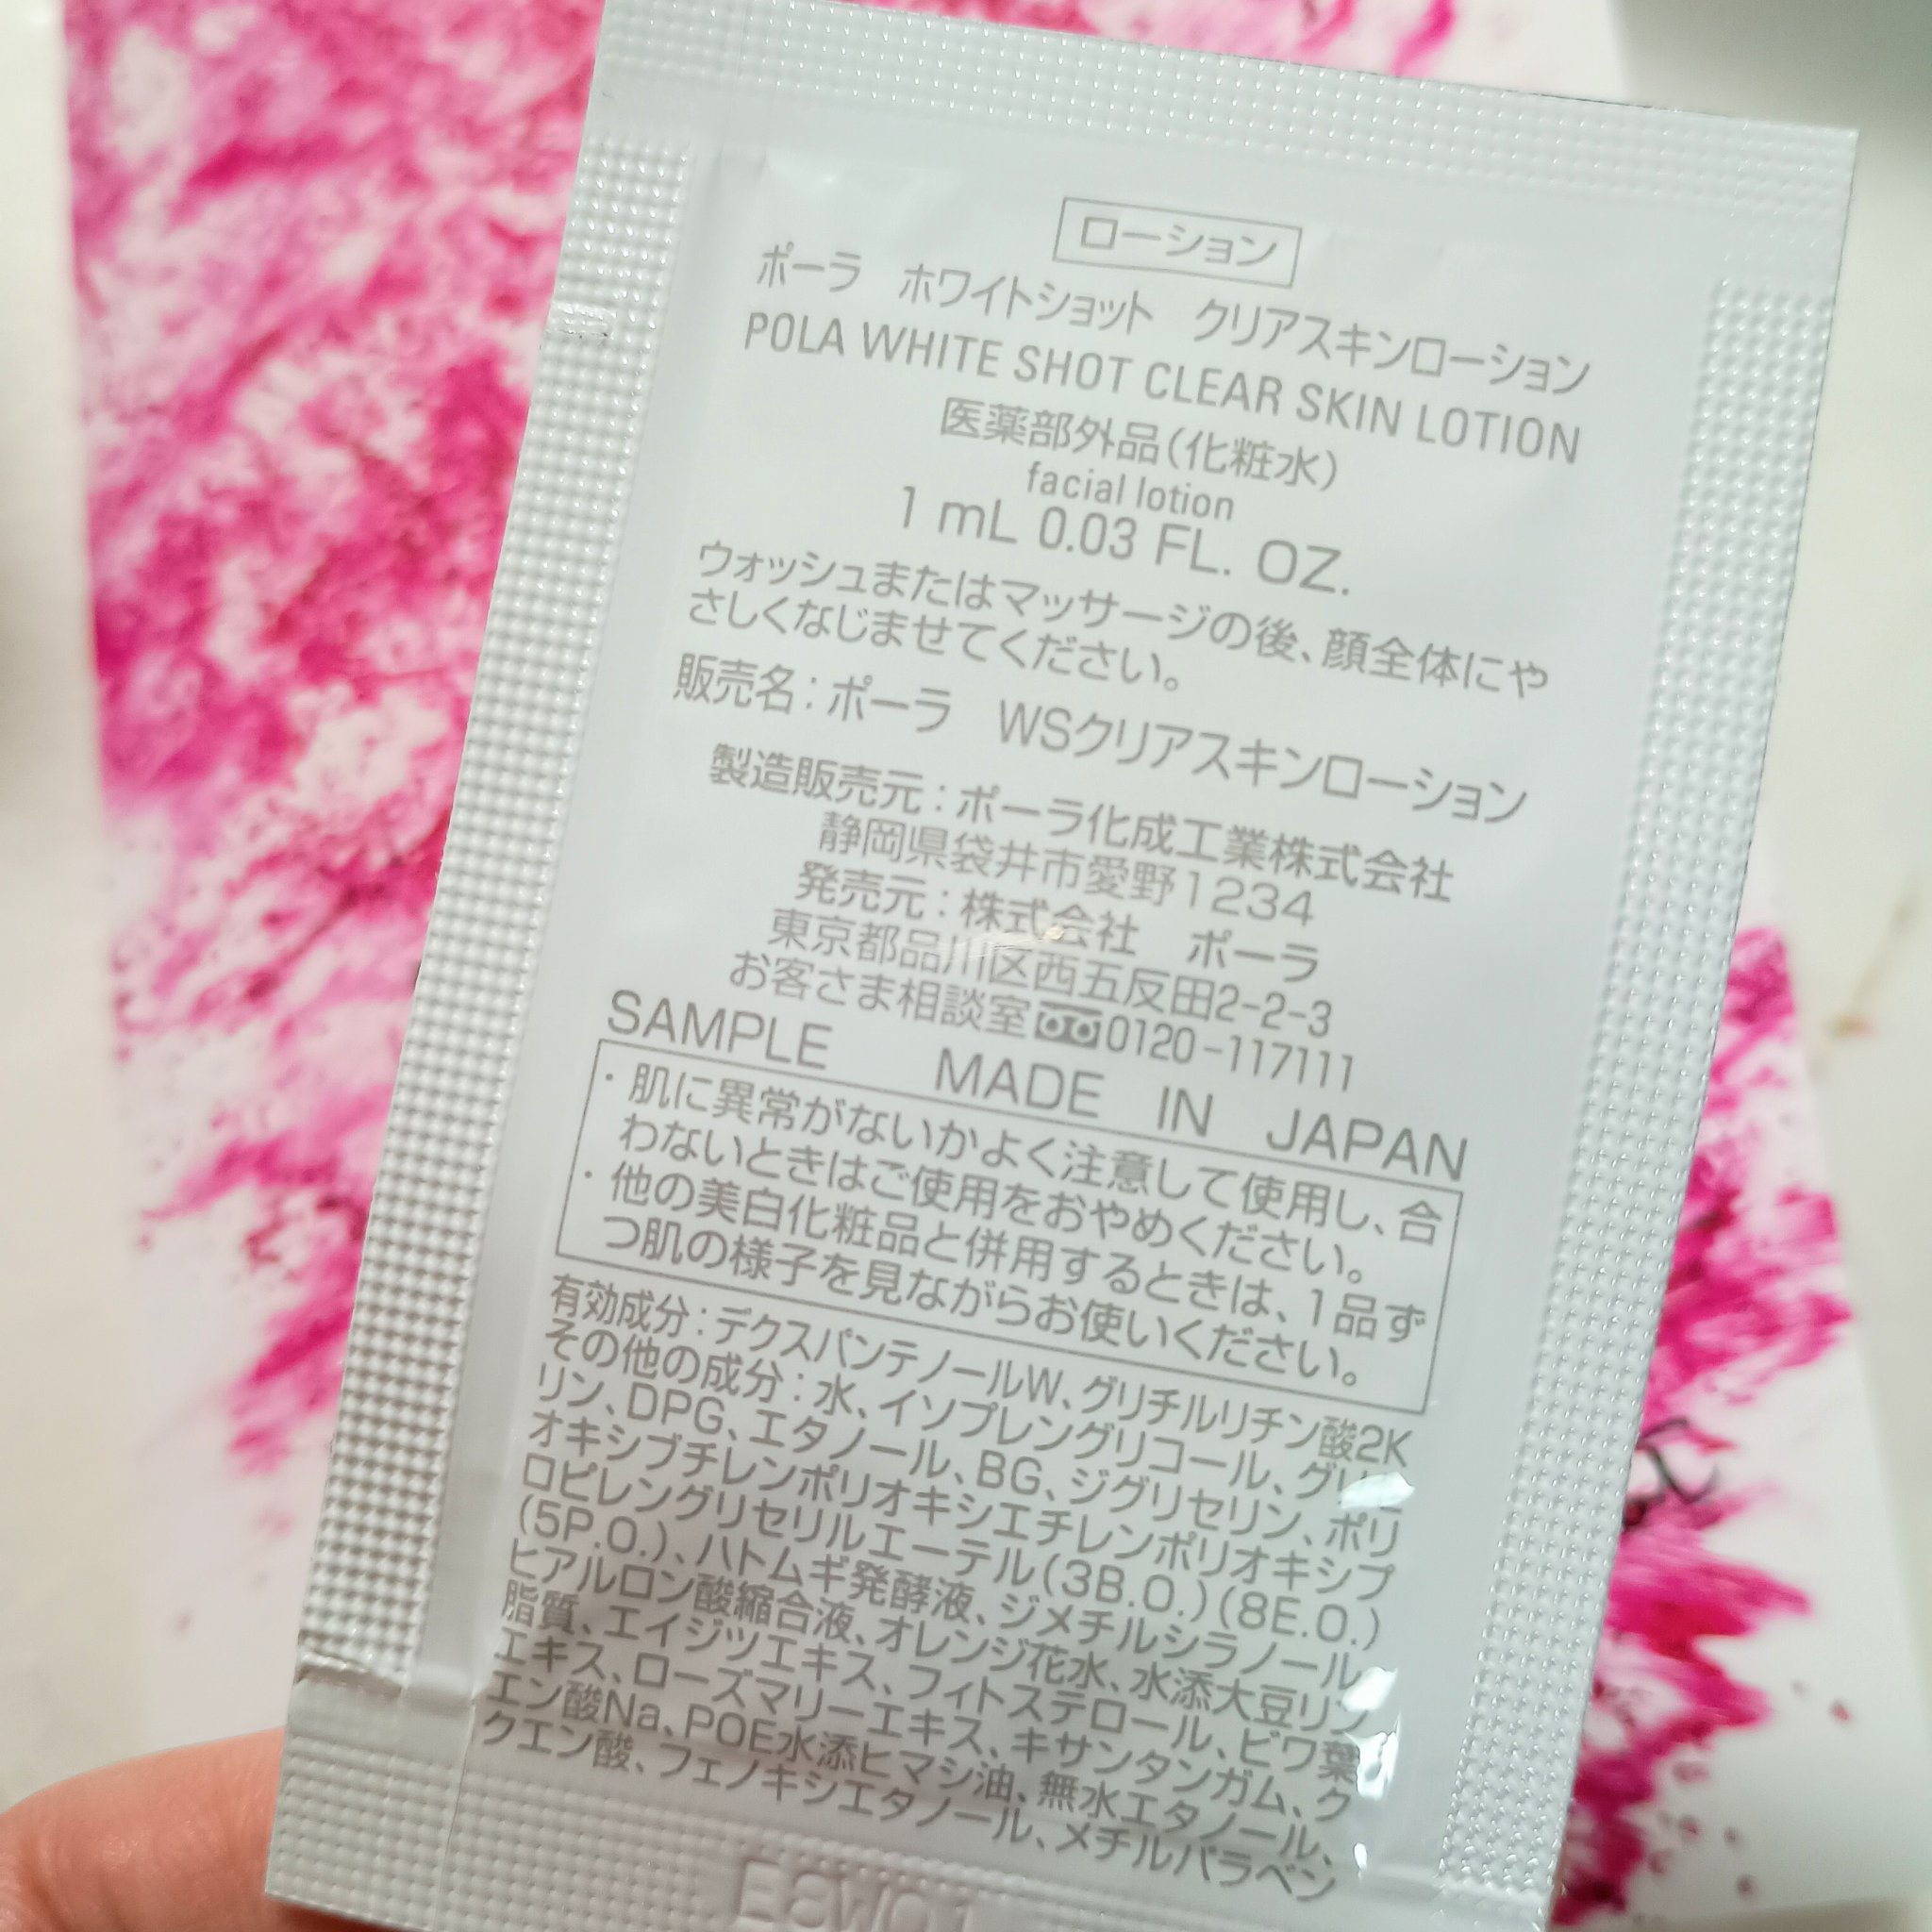 ローション
ポーラ ホワイトショット クリアスキンローション
POLA WHITE SHOT CLEAR SKIN LOTION
医薬部外品(化粧水)
facial lotion
1 mL 0.03 FL. OZ.
ウォッシュまたはマッサージの後、顔全体にや
さしくなじませてください。
販売名:ポーラ WSクリアスキンローション
製造販売元:ポーラ化成工業株式会社
静岡県袋井市愛野1234
発売元:株式会社 ポーラ
東京都品川区西五反田2-2-3
お客さま相談室 0120-117111
SAMPLE MADE IN JAPAN
・肌に異常がないかよく注意して使用し、合
わないときはご使用をおやめください。
・他の美白化粧品と併用するときは、1品ず
つ肌の様子を見ながらお使いください。
有効成分:デクスパンテノールW、グリチルリチン酸2K
その他の成分:水、イソプレングリコール、グリセ
リン、DPG、エタノール、BG、ジグリセリン、ポリ
オキシブチレンポリオキシエチレンポリオキシプ
ロピレングリセリルエーテル(3B.O.)(8E.O.)
(5P.O.)、ハトムギ発酵液、ジメチルシラノール・
ヒアルロン酸縮合液、オレンジ花水、水添大豆リン
脂質、エイジツエキス、フィトステロール、ビワ葉
エキス、ローズマリーエキス、キサンタンガム、ク
エン酸Na、POE水添ヒマシ油、無水エタノール、
クエン酸、フェノキシエタノール、メチルパラベン